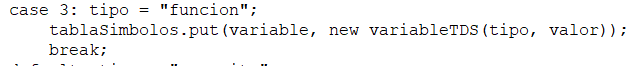 case 3: tipo = "funcion";
tablaSimbolos.put(variable, new variableTDS(tipo, valor));
break;